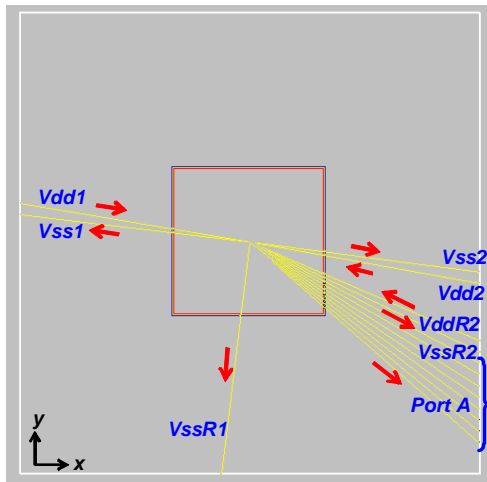 Vdd1
Vss1
Vss2
Vdd2
VddR2
VssR2
Port A
VssR1
y
x